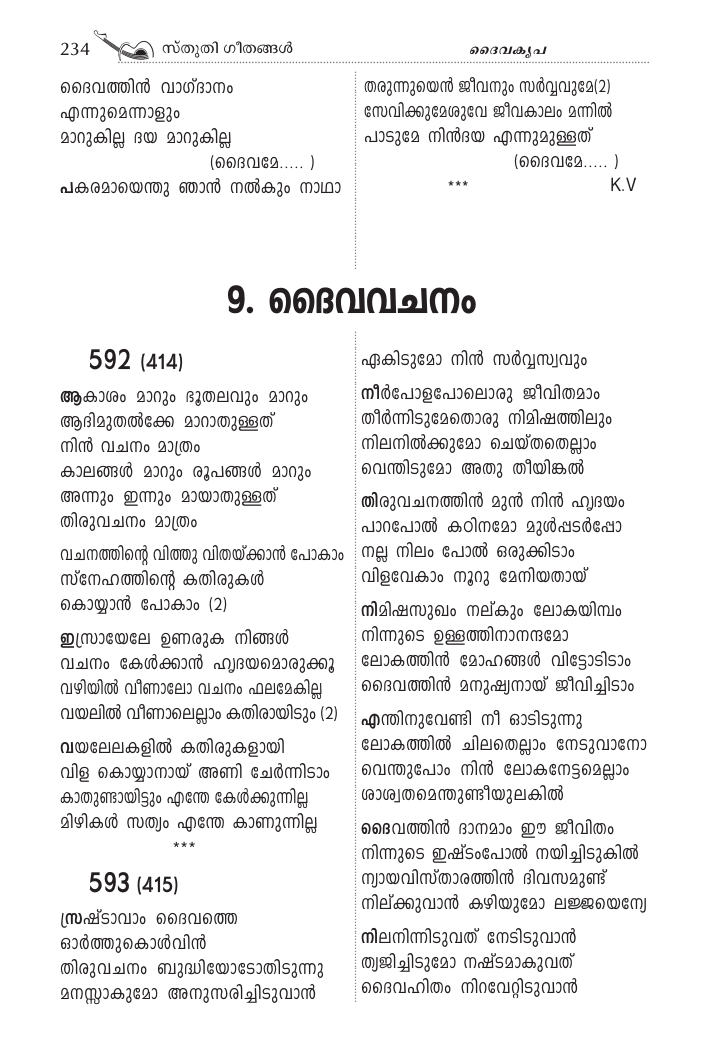 234 സ്തുതി ഗീതങ്ങൾ
ദൈവകൃപ
ദൈവത്തിൻ വാഗ്ദാനം
എന്നുമെന്നാളും
മാറുകില്ല ദയ മാറുകില്ല
(ദൈവമേ..... )
പകരമായെന്തു ഞാൻ നൽകും നാഥാ
തരുന്നുയെൻ ജീവനും സർവ്വവുമേ(2)
സേവിക്കുമേശുവേ ജീവകാലം മന്നിൽ
പാടുമേ നിൻദയ എന്നുമുള്ളത്
(ദൈവമേ..... )
*** K.V
9. ദൈവവചനം
592 (414)
ആകാശം മാറും ഭൂതലവും മാറും
ആദിമുതൽക്കേ മാറാതുള്ളത്
നിൻ വചനം മാത്രം
കാലങ്ങൾ മാറും രൂപങ്ങൾ മാറും
അന്നും ഇന്നും മായാതുള്ളത്
തിരുവചനം മാത്രം
വചനത്തിന്റെ വിത്തു വിതയ്ക്കാൻ പോകാം
സ്നേഹത്തിന്റെ കതിരുകൾ
കൊയ്യാൻ പോകാം (2)
ഇസ്രായേലേ ഉണരുക നിങ്ങൾ
വചനം കേൾക്കാൻ ഹൃദയമൊരുക്കൂ
വഴിയിൽ വീണാലോ വചനം ഫലമേകില്ല
വയലിൽ വീണാലെല്ലാം കതിരായിടും (2)
വയലേലകളിൽ കതിരുകളായി
വിള കൊയ്യാനായ് അണി ചേർന്നിടാം
കാതുണ്ടായിട്ടും എന്തേ കേൾക്കുന്നില്ല
മിഴികൾ സത്യം എന്തേ കാണുന്നില്ല
***
593 (415)
സ്രഷ്ടാവാം ദൈവത്തെ
ഓർത്തുകൊൾവിൻ
തിരുവചനം ബുദ്ധിയോടോതിടുന്നു
മനസ്സാകുമോ അനുസരിച്ചിടുവാൻ
ഏകിടുമോ നിൻ സർവ്വസ്വവും
നീർപോളപോലൊരു ജീവിതമാം
തീർന്നിടുമേതൊരു നിമിഷത്തിലും
നിലനിൽക്കുമോ ചെയ്തതെല്ലാം
വെന്തിടുമോ അതു തീയിങ്കൽ
തിരുവചനത്തിൻ മുൻ നിൻ ഹൃദയം
പാറപോൽ കഠിനമോ മുൾപ്പടർപ്പോ
നല്ല നിലം പോൽ ഒരുക്കിടാം
വിളവേകാം നൂറു മേനിയതായ്
നിമിഷസുഖം നല്കും ലോകയിമ്പം
നിന്നുടെ ഉള്ളത്തിനാനന്ദമോ
ലോകത്തിൻ മോഹങ്ങൾ വിട്ടോടിടാം
ദൈവത്തിൻ മനുഷ്യനായ് ജീവിച്ചിടാം
എന്തിനുവേണ്ടി നീ ഓടിടുന്നു
ലോകത്തിൽ ചിലതെല്ലാം നേടുവാനോ
വെന്തുപോം നിൻ ലോകനേട്ടമെല്ലാം
ശാശ്വതമെന്തുണ്ടീയുലകിൽ
ദൈവത്തിൻ ദാനമാം ഈ ജീവിതം
നിന്നുടെ ഇഷ്ടംപോൽ നയിച്ചിടുകിൽ
ന്യായവിസ്താരത്തിൻ ദിവസമുണ്ട്
നില്ക്കുവാൻ കഴിയുമോ ലജ്ജയെന്യേ
നിലനിന്നിടുവത് നേടിടുവാൻ
ത്യജിച്ചിടുമോ നഷ്ടമാകുവത്
ദൈവഹിതം നിറവേറ്റിടുവാൻ